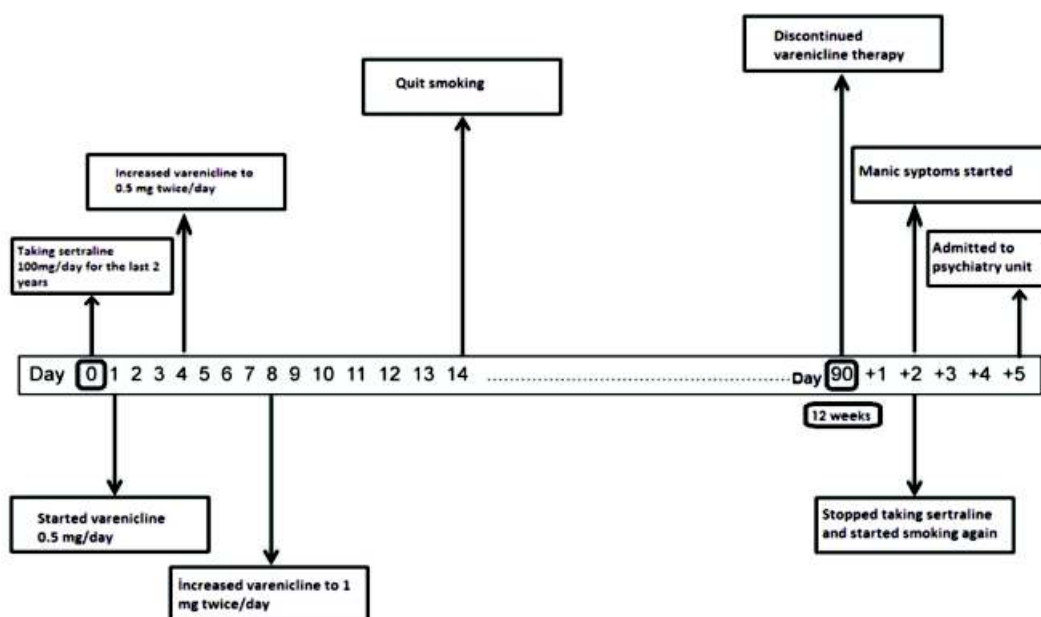 Discontinued
varenicline therapy
Quit smoking
Increased varenicline to
0.5 mg twice/day
Manic syptoms started
Taking sertraline
100mg/day for the last 2
years
Admitted to
psychiatry unit
Day 0 1 2 3 4 5 6 7 8 9 10 11 12 13 14 ........................................................Day 90 +1 +2 +3 +4 +5
12 weeks
Started varenicline
0.5 mg/day
Stopped taking sertraline
and started smoking again
İncreased varenicline to 1
mg twice/day